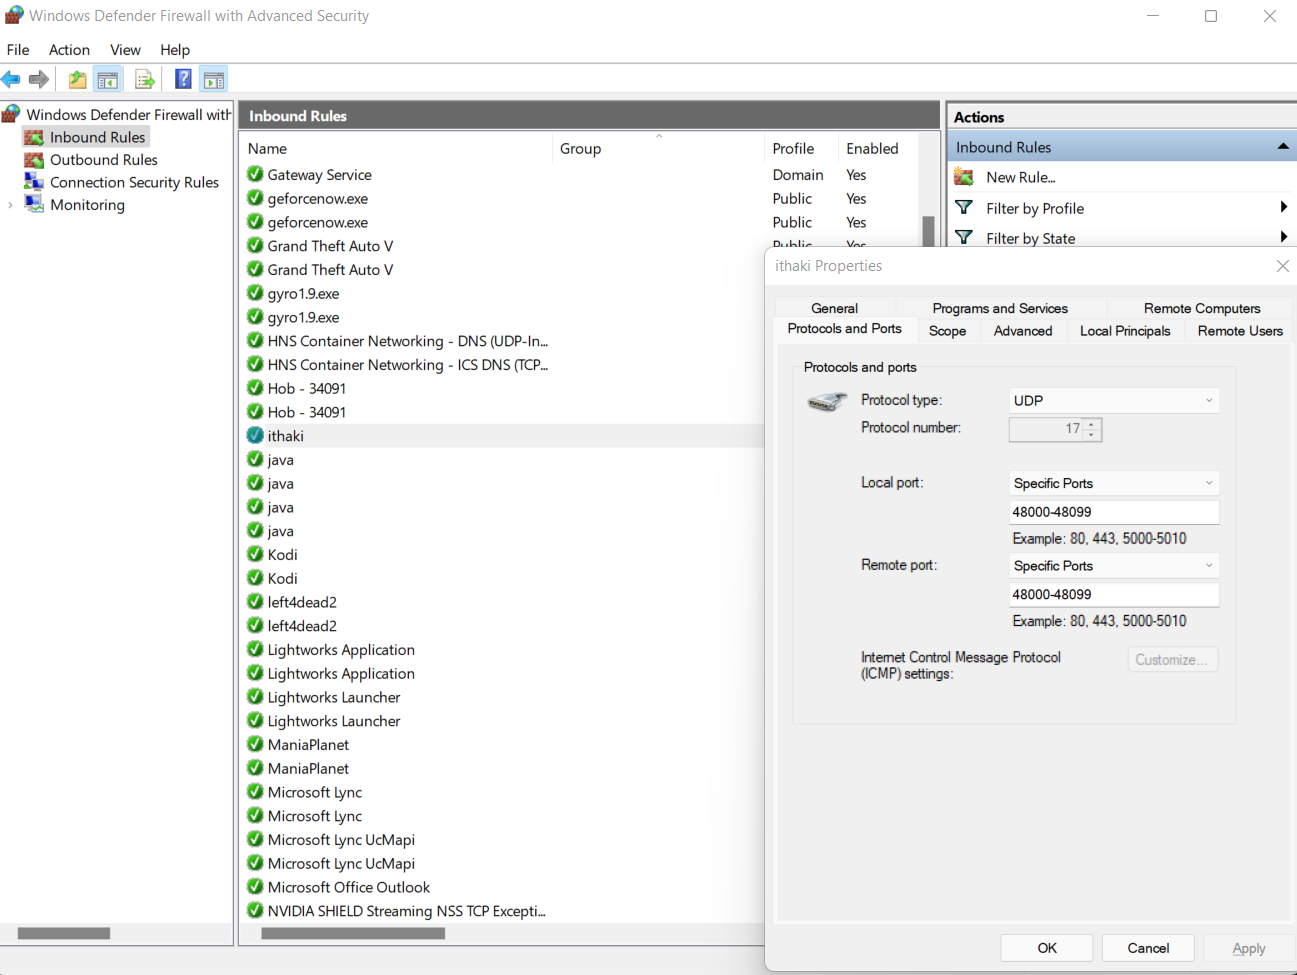 Windows Defender Firewall with Advanced Security
File Action View Help
Windows Defender Firewall with
Inbound Rules
Outbound Rules
Connection Security Rules
Monitoring
Inbound Rules
Name Group Profile Enabled
Gateway Service Domain Yes
geforcenow.exe Public Yes
geforcenow.exe Public Yes
Grand Theft Auto V Public Yes
Grand Theft Auto V
gyro1.9.exe
gyro1.9.exe
HNS Container Networking - DNS (UDP-In...
HNS Container Networking - ICS DNS (TCP...
Hob - 34091
Hob - 34091
ithaki
java
java
java
java
Kodi
Kodi
left4dead2
left4dead2
Lightworks Application
Lightworks Application
Lightworks Launcher
Lightworks Launcher
ManiaPlanet
ManiaPlanet
Microsoft Lync
Microsoft Lync
Microsoft Lync UcMapi
Microsoft Lync UcMapi
Microsoft Office Outlook
NVIDIA SHIELD Streaming NSS TCP Excepti...
Actions
Inbound Rules
New Rule...
Filter by Profile
Filter by State
ithaki Properties
General Programs and Services Remote Computers
Protocols and Ports Scope Advanced Local Principals Remote Users
Protocols and ports
Protocol type: UDP
Protocol number: 17
Local port: Specific Ports
48000-48099
Example: 80, 443, 5000-5010
Remote port: Specific Ports
48000-48099
Example: 80, 443, 5000-5010
Internet Control Message Protocol
(ICMP) settings: Customize...
OK Cancel Apply